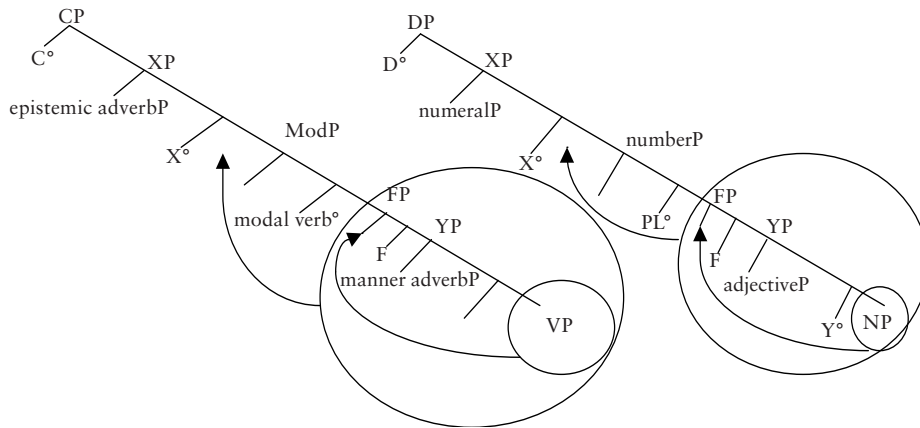 CP
C°
XP
epistemic adverbP
X°
ModP
modal verb°
FP
F
YP
manner adverbP
VP
DP
D°
XP
numeralP
X°
numberP
PL°
FP
F
YP
adjectiveP
Y°
NP